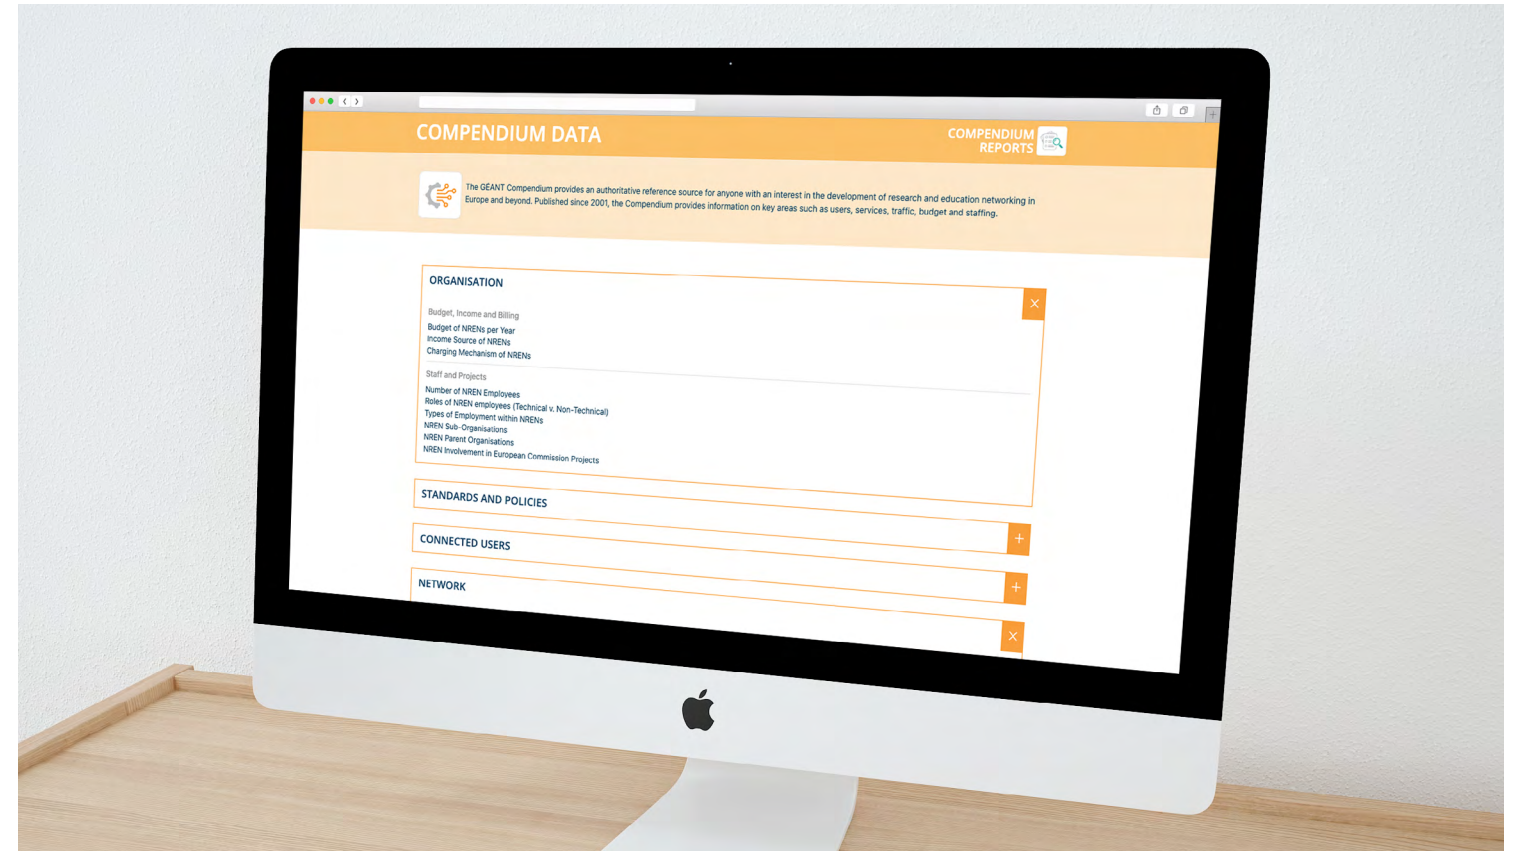 COMPENDIUM DATA
COMPENDIUM
REPORTS
The GÉANT Compendium provides an authoritative reference source for anyone with an interest in the development of research and education networking in
Europe and beyond. Published since 2001, the Compendium provides information on key areas such as users, services, traffic, budget and staffing.
ORGANISATION
Budget, Income and Billing
Budget of NRENs per Year
Income Source of NRENs
Charging Mechanism of NRENs
Staff and Projects
Number of NREN Employees
Roles of NREN employees (Technical v. Non-Technical)
Types of Employment within NRENs
NREN Sub-Organisations
NREN Parent Organisations
NREN Involvement in European Commission Projects
STANDARDS AND POLICIES
CONNECTED USERS
NETWORK